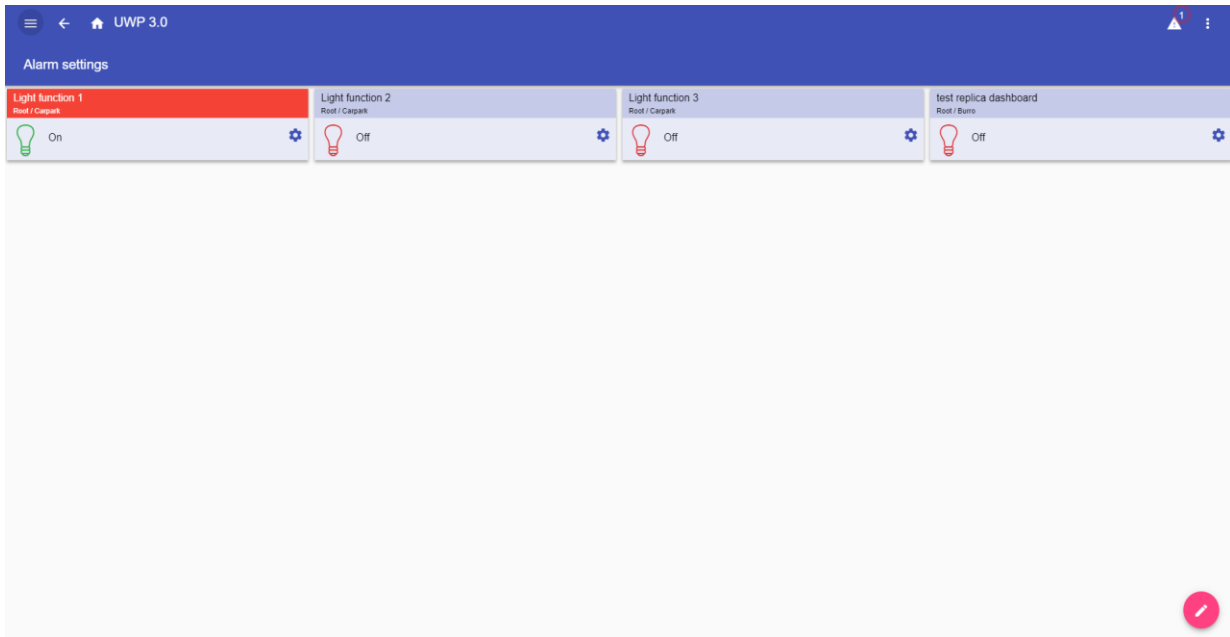 UWP 3.0
1
Alarm settings
Light function 1
Root / Carpark
On
Light function 2
Root / Carpark
Off
Light function 3
Root / Carpark
Off
test replica dashboard
Root / Burro
Off